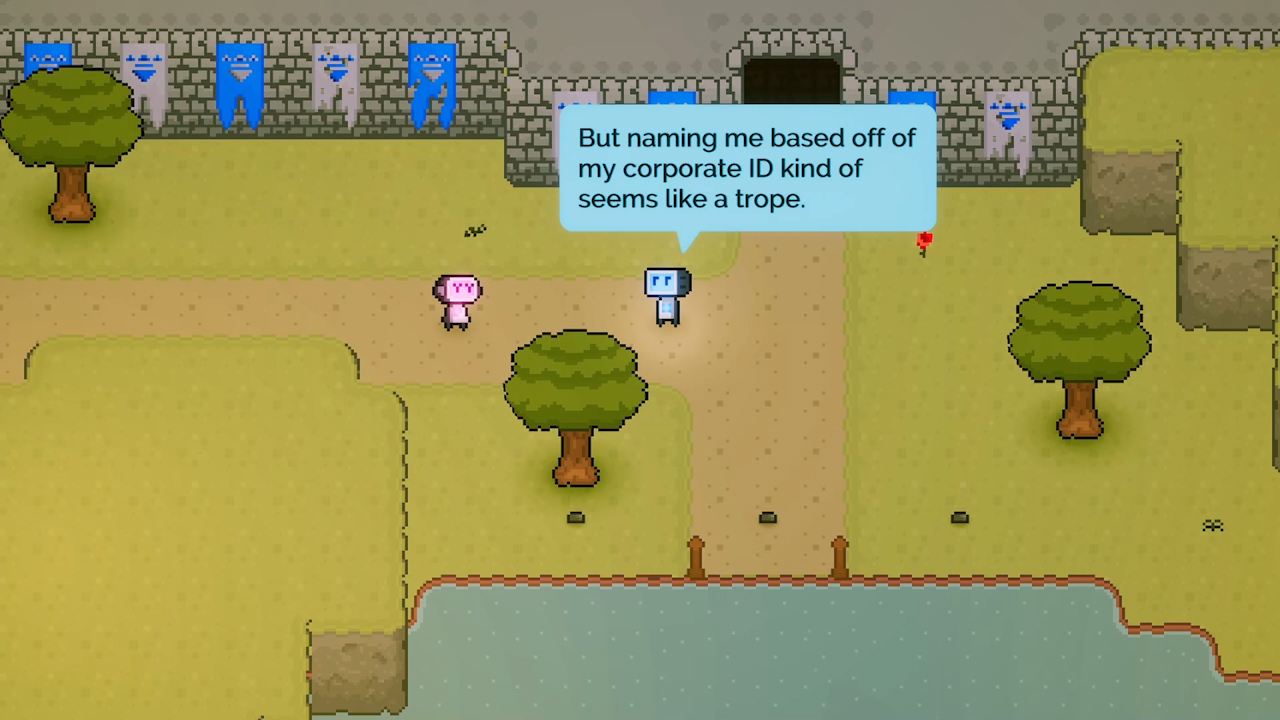 But naming me based off of
my corporate ID kind of
seems like a trope.